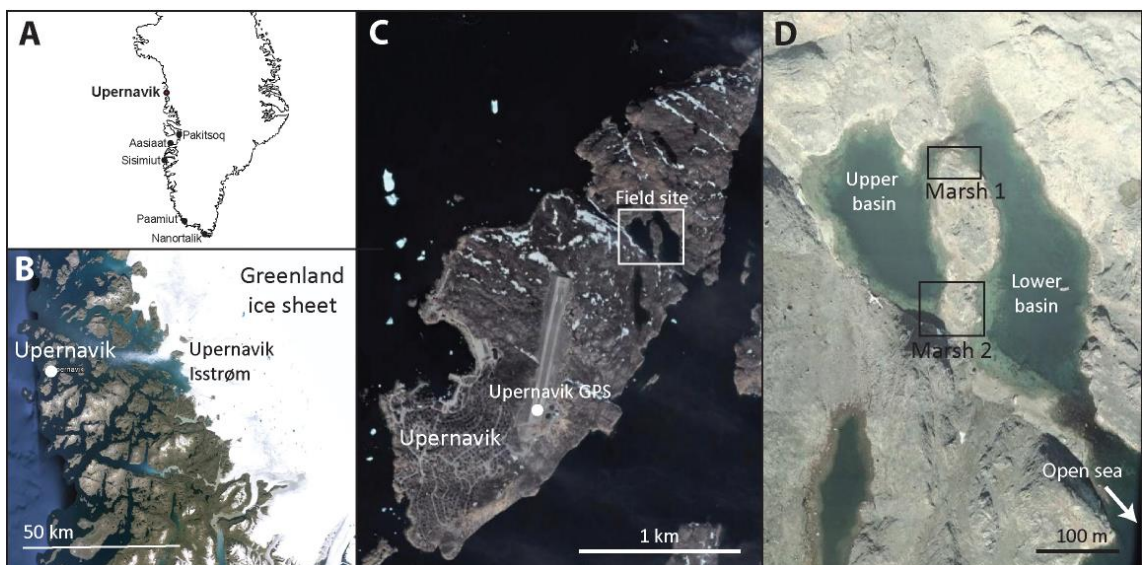 A
Upernavik
Pakitsoq
Aasiaat
Sisimiut
Paamiut
Nanortalik
B
Greenland
ice sheet
Upernavik
Upernavik
Isstrøm
50 km
C
Field site
Upernavik GPS
Upernavik
1 km
D
Upper
basin
Marsh 1
Lower
basin
Marsh 2
Open sea
100 m